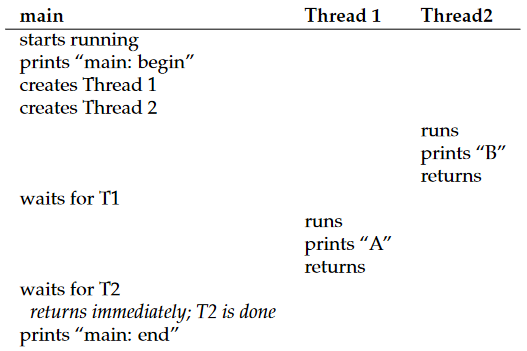 main Thread 1 Thread2
starts running
prints “main: begin”
creates Thread 1
creates Thread 2
runs
prints “B”
returns
waits for T1
runs
prints “A”
returns
waits for T2
returns immediately; T2 is done
prints “main: end”